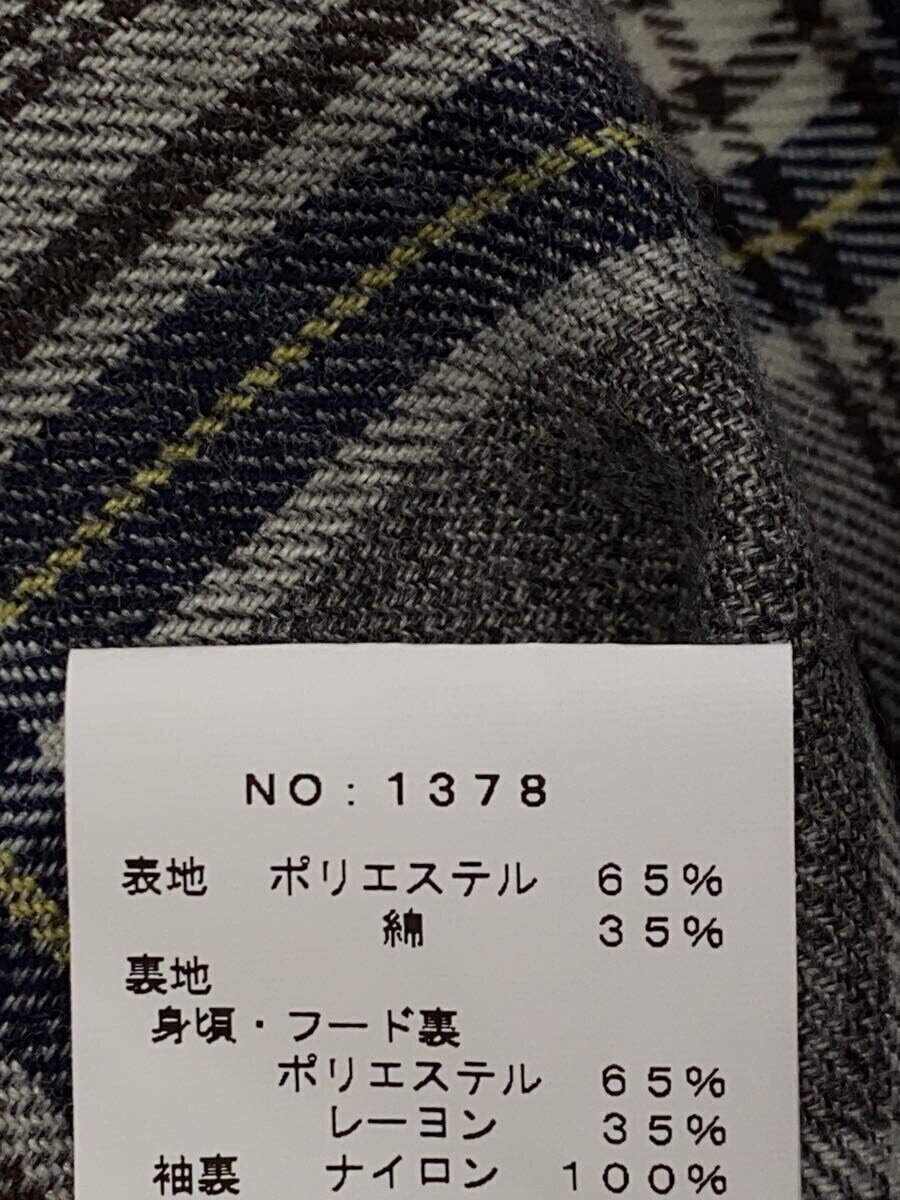 NO:1378
表地 ポリエステル 65%
綿 35%
裏地
身頃・フード裏
ポリエステル 65%
レーヨン 35%
袖裏 ナイロン 100%